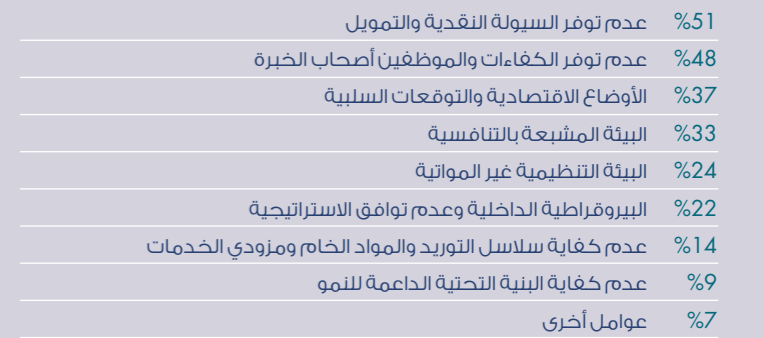 %51 عدم توفر السيولة النقدية والتمويل
%48 عدم توفر الكفاءات والموظفين أصحاب الخبرة
%37 الأوضاع الاقتصادية والتوقعات السلبية
%33 البيئة المشبعة بالتنافسية
%24 البيئة التنظيمية غير المواتية
%22 البيروقراطية الداخلية وعدم توافق الاستراتيجية
%14 عدم كفاية سلاسل التوريد والمواد الخام ومزودي الخدمات
%9 عدم كفاية البنية التحتية الداعمة للنمو
%7 عوامل أخرى